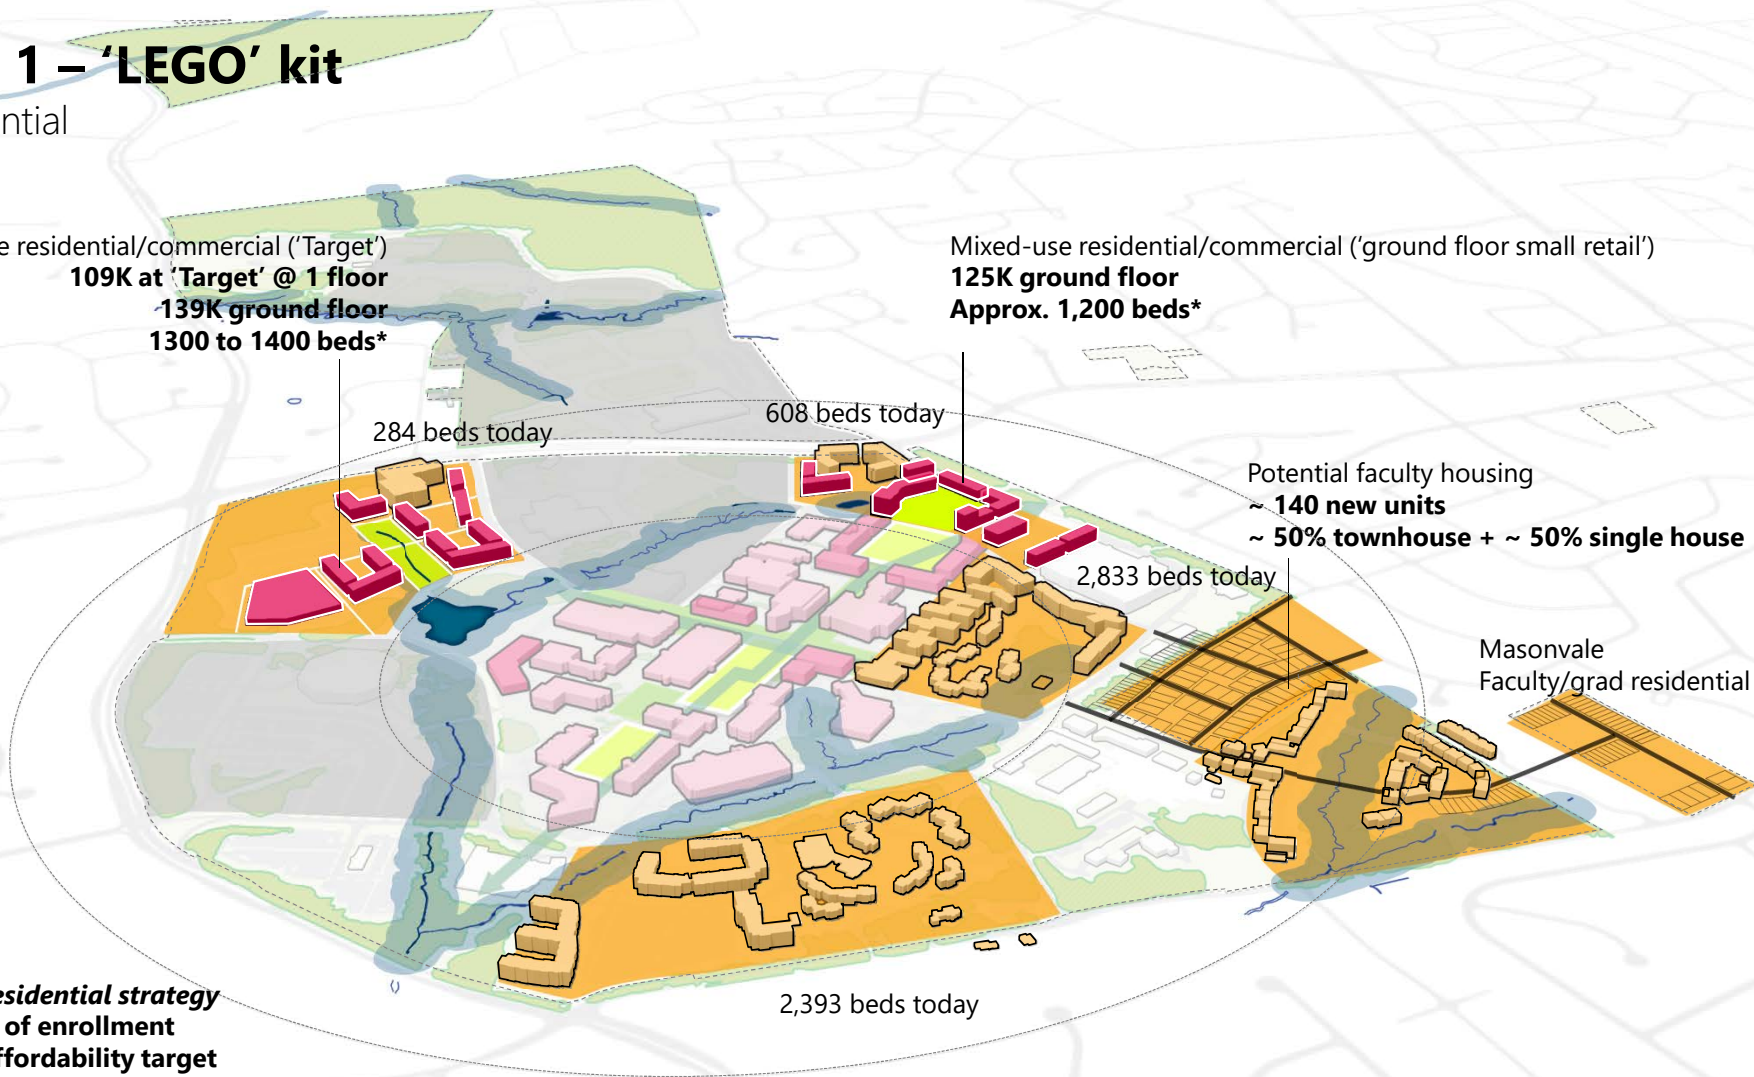 1 – ‘LEGO’ kit
ntial
e residential/commercial (‘Target’)
109K at ‘Target’ @ 1 floor
139K ground floor
1300 to 1400 beds*
Mixed-use residential/commercial (‘ground floor small retail’)
125K ground floor
Approx. 1,200 beds*
284 beds today
608 beds today
Potential faculty housing
~ 140 new units
~ 50% townhouse + ~ 50% single house
2,833 beds today
Masonvale
Faculty/grad residential
2,393 beds today
esidential strategy
of enrollment
ffordability target